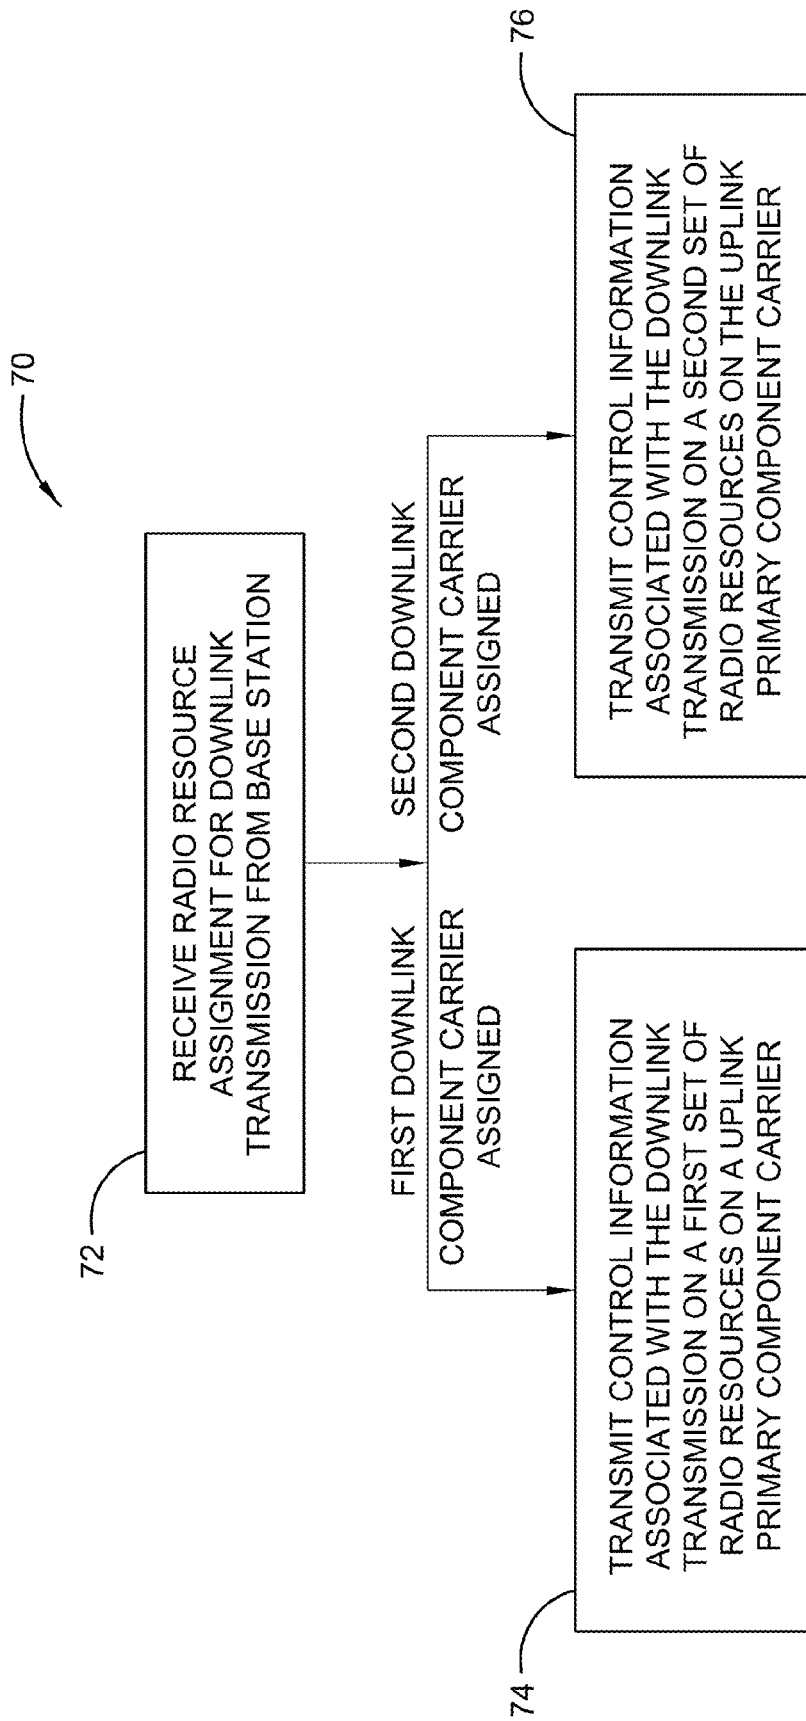 70
72
RECEIVE RADIO RESOURCE
ASSIGNMENT FOR DOWNLINK
TRANSMISSION FROM BASE STATION
FIRST DOWNLINK
COMPONENT CARRIER
ASSIGNED
SECOND DOWNLINK
COMPONENT CARRIER
ASSIGNED
74
TRANSMIT CONTROL INFORMATION
ASSOCIATED WITH THE DOWNLINK
TRANSMISSION ON A FIRST SET OF
RADIO RESOURCES ON A UPLINK
PRIMARY COMPONENT CARRIER
76
TRANSMIT CONTROL INFORMATION
ASSOCIATED WITH THE DOWNLINK
TRANSMISSION ON A SECOND SET OF
RADIO RESOURCES ON THE UPLINK
PRIMARY COMPONENT CARRIER